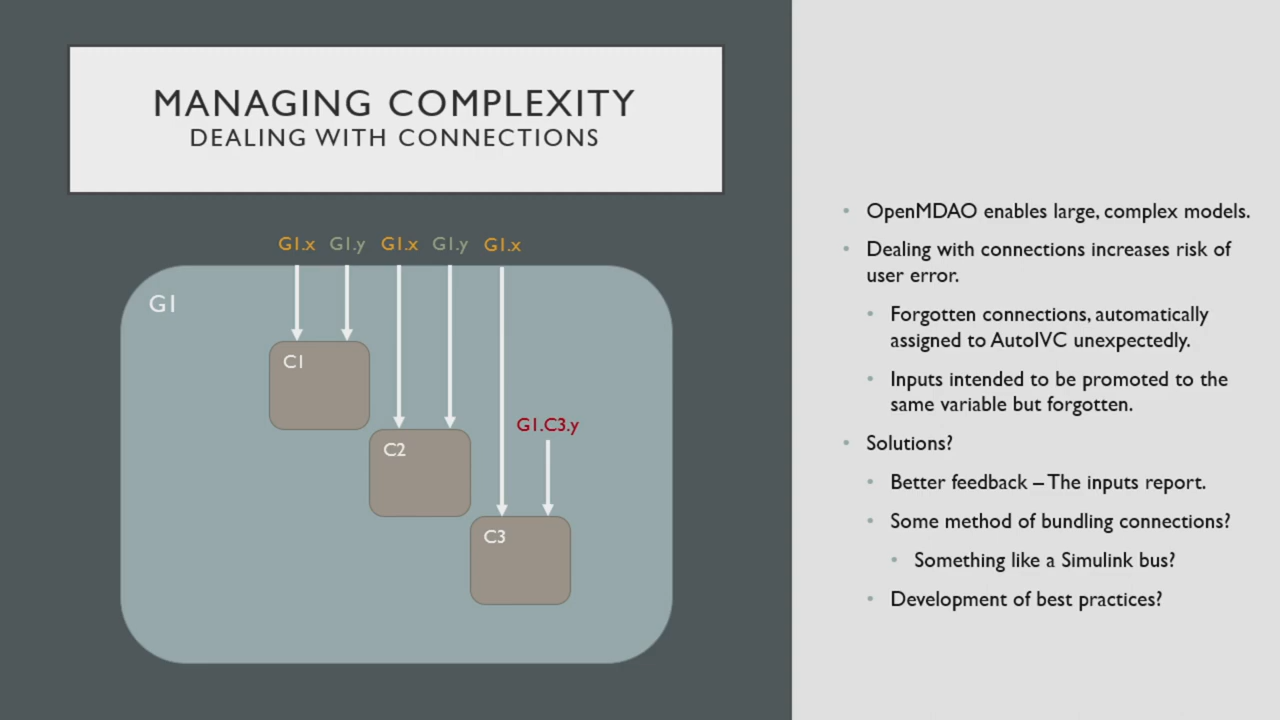 MANAGING COMPLEXITY
DEALING WITH CONNECTIONS
G1.x G1.y G1.x G1.y G1.x
G1
C1
G1.C3.y
C2
C3
• OpenMDAO enables large, complex models.
• Dealing with connections increases risk of
user error.
• Forgotten connections, automatically
assigned to AutoIVC unexpectedly.
• Inputs intended to be promoted to the
same variable but forgotten.
• Solutions?
• Better feedback – The inputs report.
• Some method of bundling connections?
• Something like a Simulink bus?
• Development of best practices?